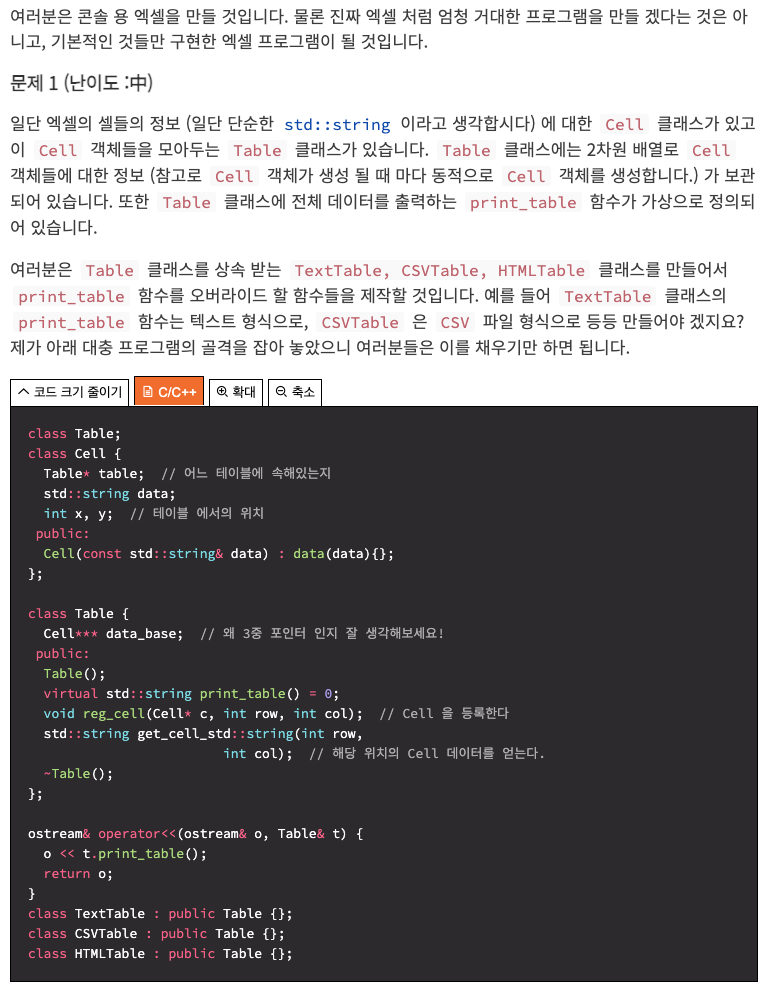 여러분은 콘솔 용 엑셀을 만들 것입니다. 물론 진짜 엑셀 처럼 엄청 거대한 프로그램을 만들 겠다는 것은 아
니고, 기본적인 것들만 구현한 엑셀 프로그램이 될 것입니다.
문제 1 (난이도 :中)
일단 엑셀의 셀들의 정보 (일단 단순한 std::string 이라고 생각합시다) 에 대한 Cell 클래스가 있고
이 Cell 객체들을 모아두는 Table 클래스가 있습니다. Table 클래스에는 2차원 배열로 Cell
객체들에 대한 정보 (참고로 Cell 객체가 생성 될 때 마다 동적으로 Cell 객체를 생성합니다.) 가 보관
되어 있습니다. 또한 Table 클래스에 전체 데이터를 출력하는 print_table 함수가 가상으로 정의되
어 있습니다.
여러분은 Table 클래스를 상속 받는 TextTable, CSVTable, HTMLTable 클래스를 만들어서
print_table 함수를 오버라이드 할 함수들을 제작할 것입니다. 예를 들어 TextTable 클래스의
print_table 함수는 텍스트 형식으로, CSVTable 은 CSV 파일 형식으로 등등 만들어야 겠지요?
제가 아래 대충 프로그램의 골격을 잡아 놓았으니 여러분들은 이를 채우기만 하면 됩니다.
코드 크기 줄이기 C/C++ 확대 축소
class Table;
class Cell {
  Table* table;  // 어느 테이블에 속해있는지
  std::string data;
  int x, y;  // 테이블 에서의 위치
 public:
  Cell(const std::string& data) : data(data){};
};

class Table {
  Cell*** data_base;  // 왜 3중 포인터 인지 잘 생각해보세요!
 public:
  Table();
  virtual std::string print_table() = 0;
  void reg_cell(Cell* c, int row, int col);  // Cell 을 등록한다
  std::string get_cell_std::string(int row,
                       int col);  // 해당 위치의 Cell 데이터를 얻는다.
  ~Table();
};

ostream& operator<<(ostream& o, Table& t) {
  o << t.print_table();
  return o;
}
class TextTable : public Table {};
class CSVTable : public Table {};
class HTMLTable : public Table {};